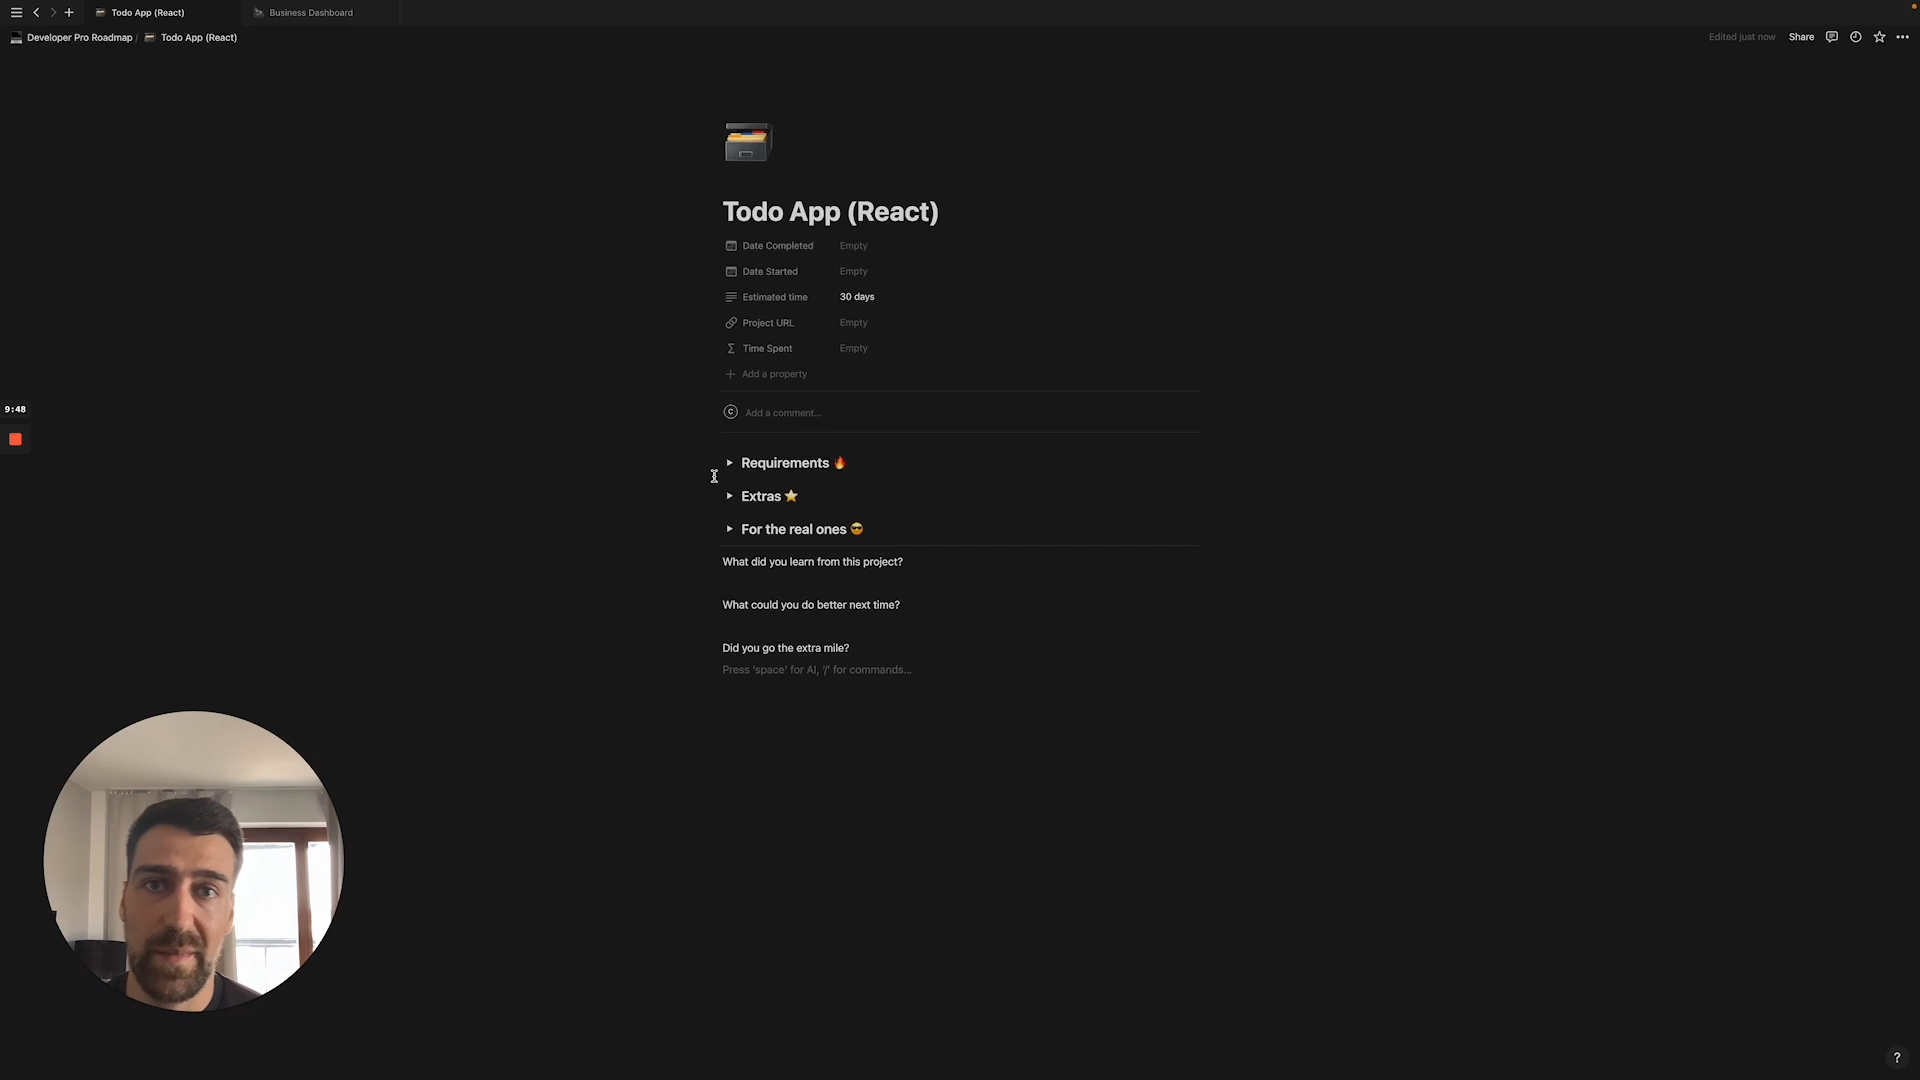 Todo App (React)
Business Dashboard
Developer Pro Roadmap / Todo App (React)
Edited just now
Share
Todo App (React)
Date Completed Empty
Date Started Empty
Estimated time 30 days
Project URL Empty
Time Spent Empty
Add a property
9:48
C Add a comment...
Requirements 🔥
Extras ⭐
For the real ones 😎
What did you learn from this project?
What could you do better next time?
Did you go the extra mile?
Press 'space' for AI, '/' for commands...
?